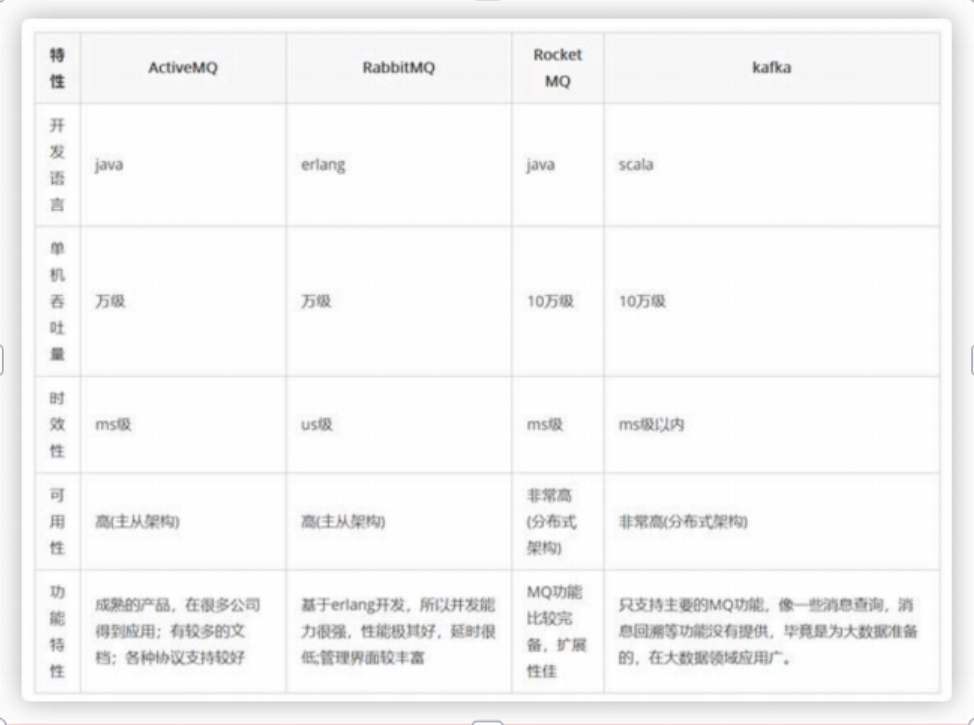 特
性
ActiveMQ
RabbitMQ
Rocket
MQ
kafka
开
发
语
言
java
erlang
java
scala
单
机
吞
吐
量
万级
万级
10万级
10万级
时
效
性
ms级
us级
ms级
ms级以内
可
用
性
高(主从架构)
高(主从架构)
非常高
(分布式
架构)
非常高(分布式架构)
功
能
特
性
成熟的产品，在很多公司
得到应用；有较多的文
档；各种协议支持较好
基于erlang开发，所以并发能
力很强，性能极其好，延时很
低;管理界面较丰富
MQ功能
比较完
备，扩展
性佳
只支持主要的MQ功能，像一些消息查询，消
息回溯等功能没有提供，毕竟是为大数据准备
的，在大数据领域应用广。